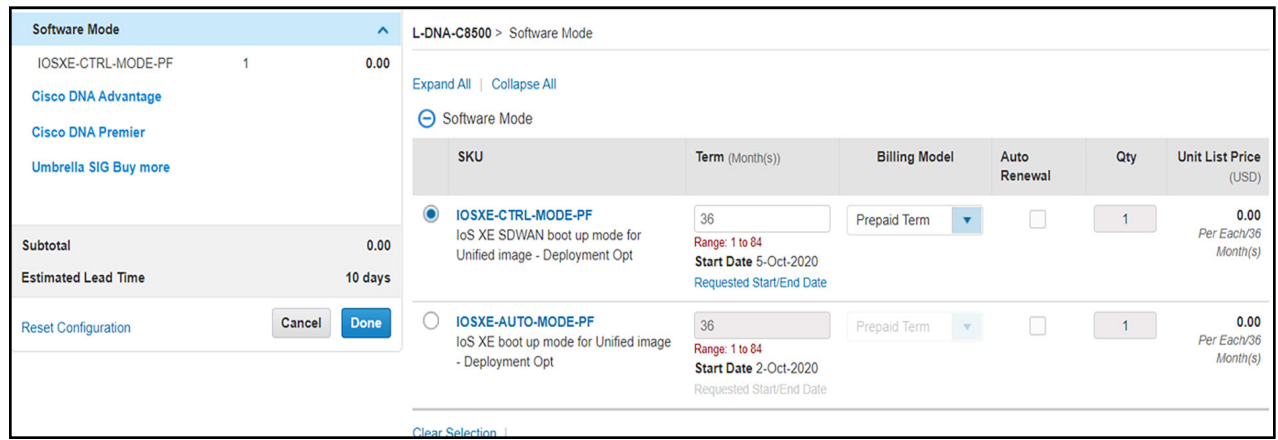 Software Mode
IOSXE-CTRL-MODE-PF 1 0.00
Cisco DNA Advantage
Cisco DNA Premier
Umbrella SIG Buy more
Subtotal 0.00
Estimated Lead Time 10 days
Reset Configuration Cancel Done
L-DNA-C8500 > Software Mode
Expand All | Collapse All
Software Mode
SKU Term (Month(s)) Billing Model Auto Renewal Qty Unit List Price (USD)
IOSXE-CTRL-MODE-PF 36 Prepaid Term 1 0.00
IoS XE SDWAN boot up mode for Range: 1 to 84 Per Each/36
Unified image - Deployment Opt Start Date 5-Oct-2020 Month(s)
Requested Start/End Date
IOSXE-AUTO-MODE-PF 36 Prepaid Term 1 0.00
IoS XE boot up mode for Unified image Range: 1 to 84 Per Each/36
- Deployment Opt Start Date 2-Oct-2020 Month(s)
Requested Start/End Date
Clear Selection |